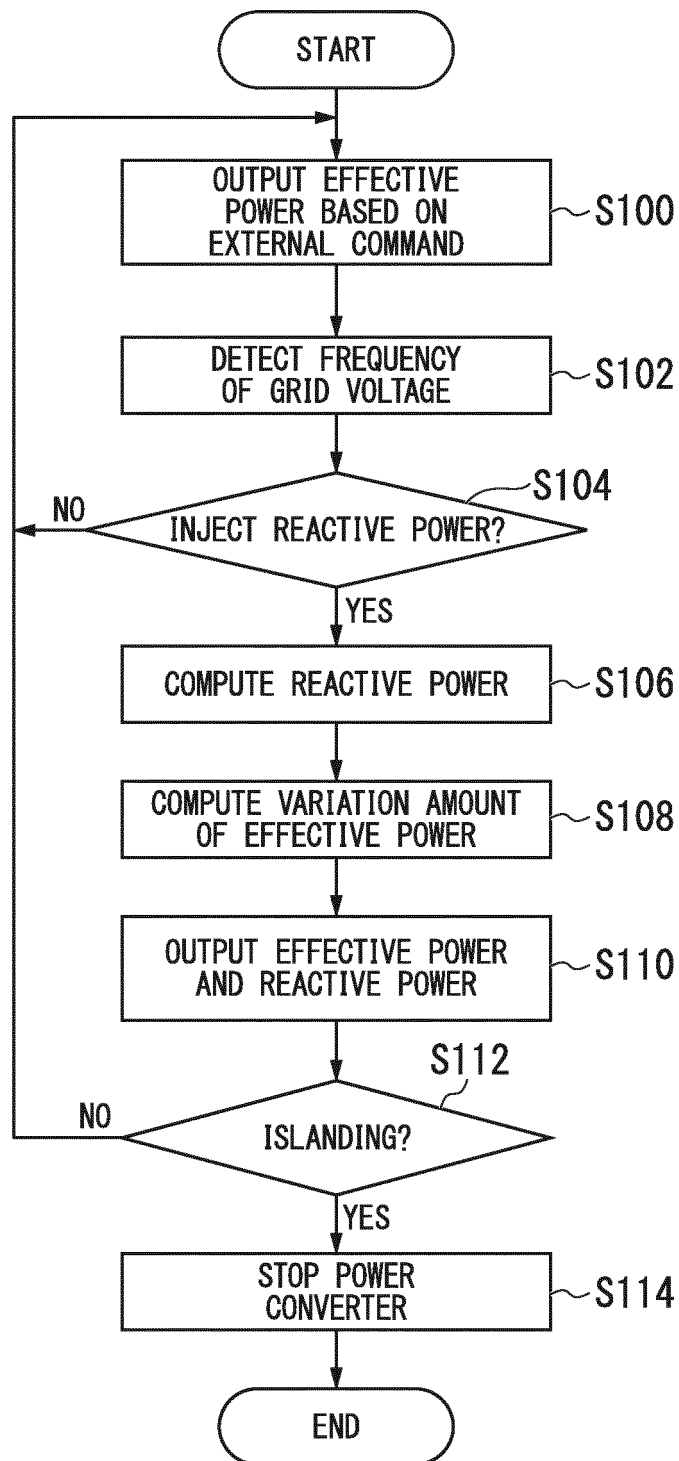 START
OUTPUT EFFECTIVE
POWER BASED ON
EXTERNAL COMMAND
S100
DETECT FREQUENCY
OF GRID VOLTAGE
S102
S104
NO
INJECT REACTIVE POWER?
YES
COMPUTE REACTIVE POWER
S106
COMPUTE VARIATION AMOUNT
OF EFFECTIVE POWER
S108
OUTPUT EFFECTIVE POWER
AND REACTIVE POWER
S110
S112
NO
ISLANDING?
YES
STOP POWER
CONVERTER
S114
END